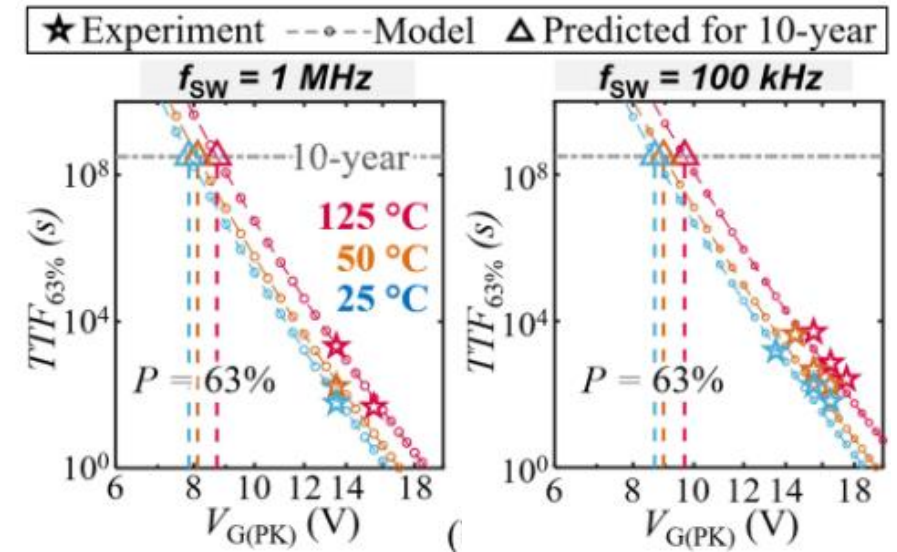 Experiment Model Predicted for 10-year
fSW = 1 MHz
fSW = 100 kHz
TTF63% (s)
10⁸
10⁴
10⁰
10-year
125 °C
50 °C
25 °C
P = 63%
6 8 10 12 14 18
VG(PK) (V)
(
TTF63% (s)
10⁸
10⁴
10⁰
P = 63%
6 8 10 12 14 18
VG(PK) (V)